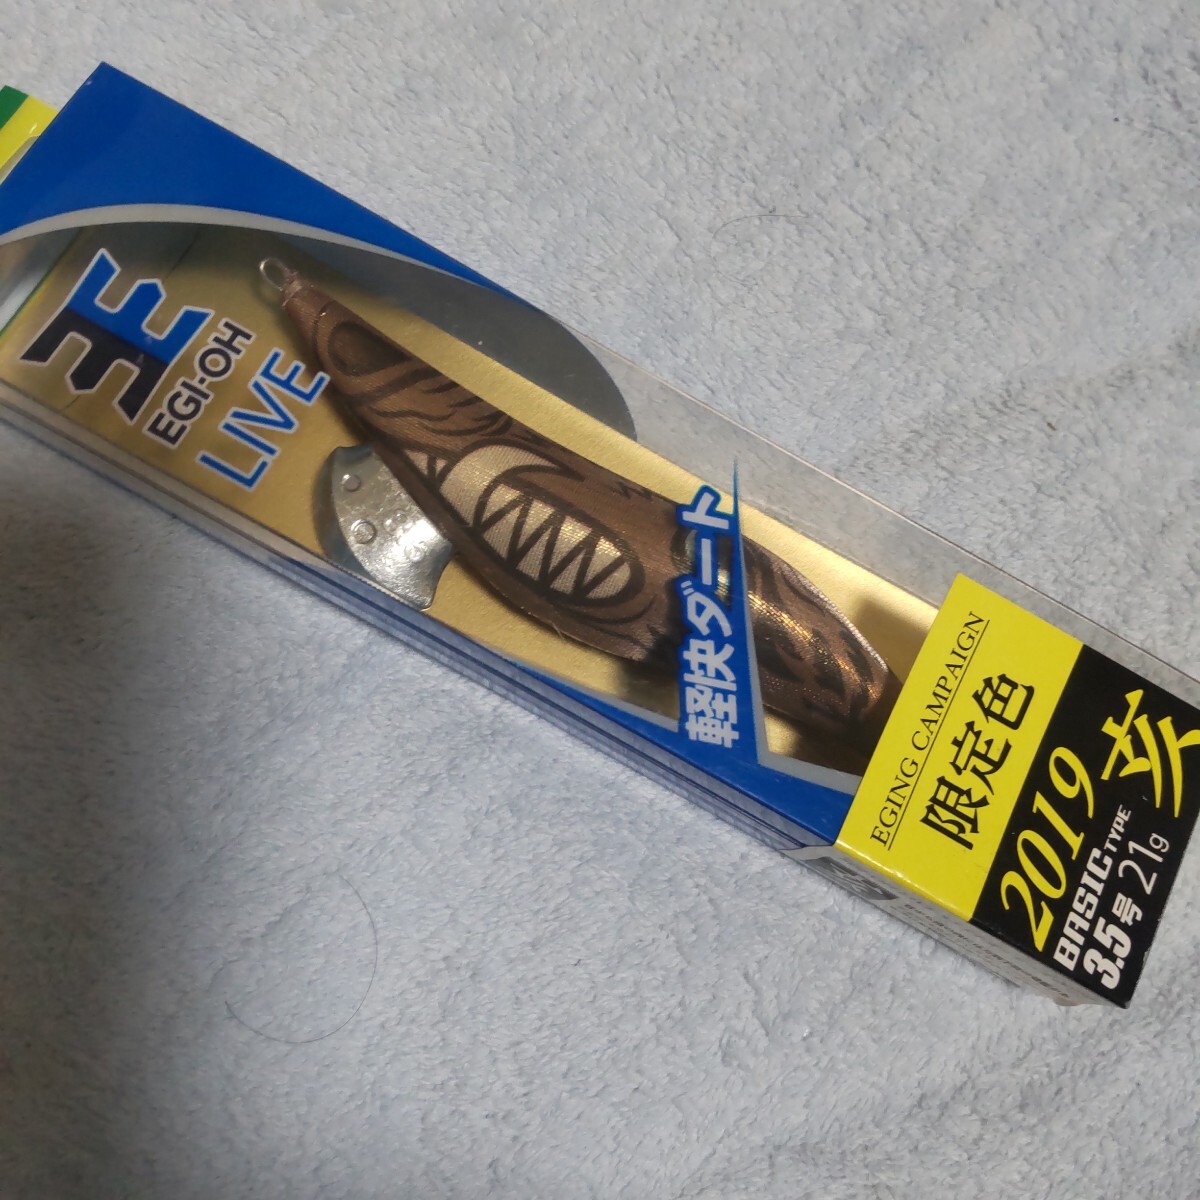 王
EGI-OH
LIVE
軽快ダート
EGING CAMPAIGN
限定色
2019 亥
BASIC TYPE
3.5号 21g